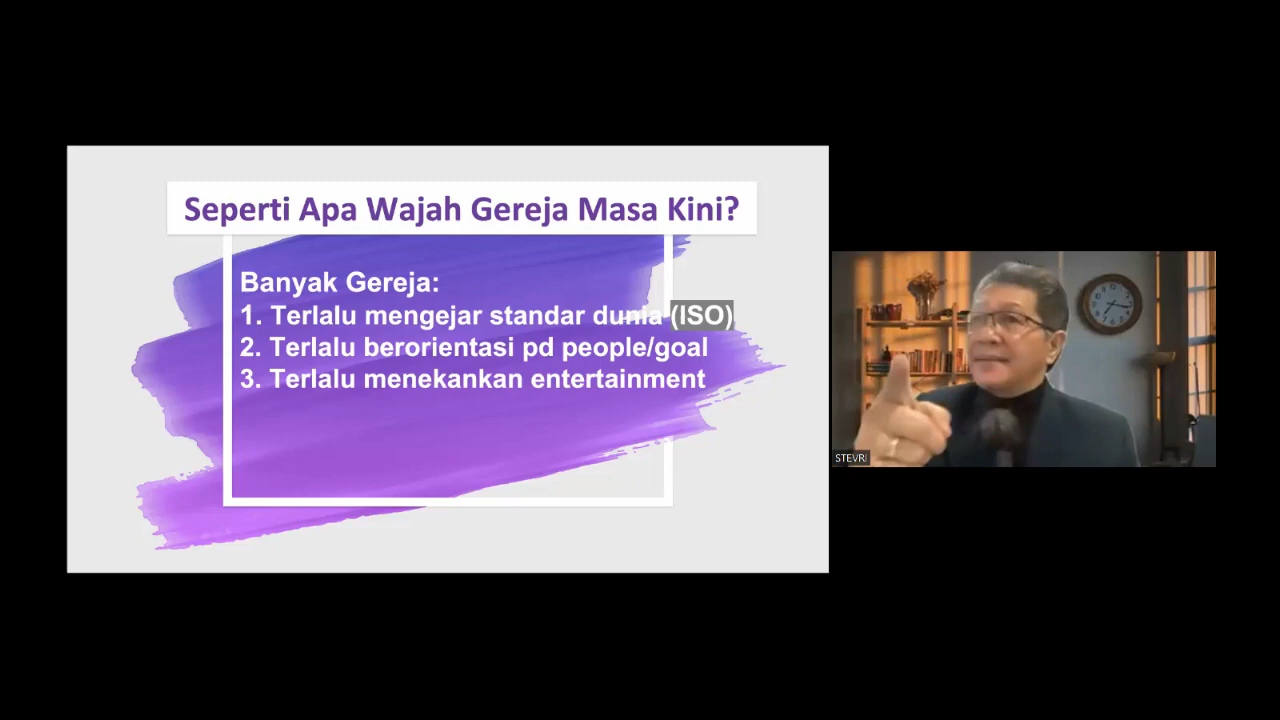 Seperti Apa Wajah Gereja Masa Kini?
Banyak Gereja:
1. Terlalu mengejar standar dunia (ISO)
2. Terlalu berorientasi pd people/goal
3. Terlalu menekankan entertainment
STEVRI